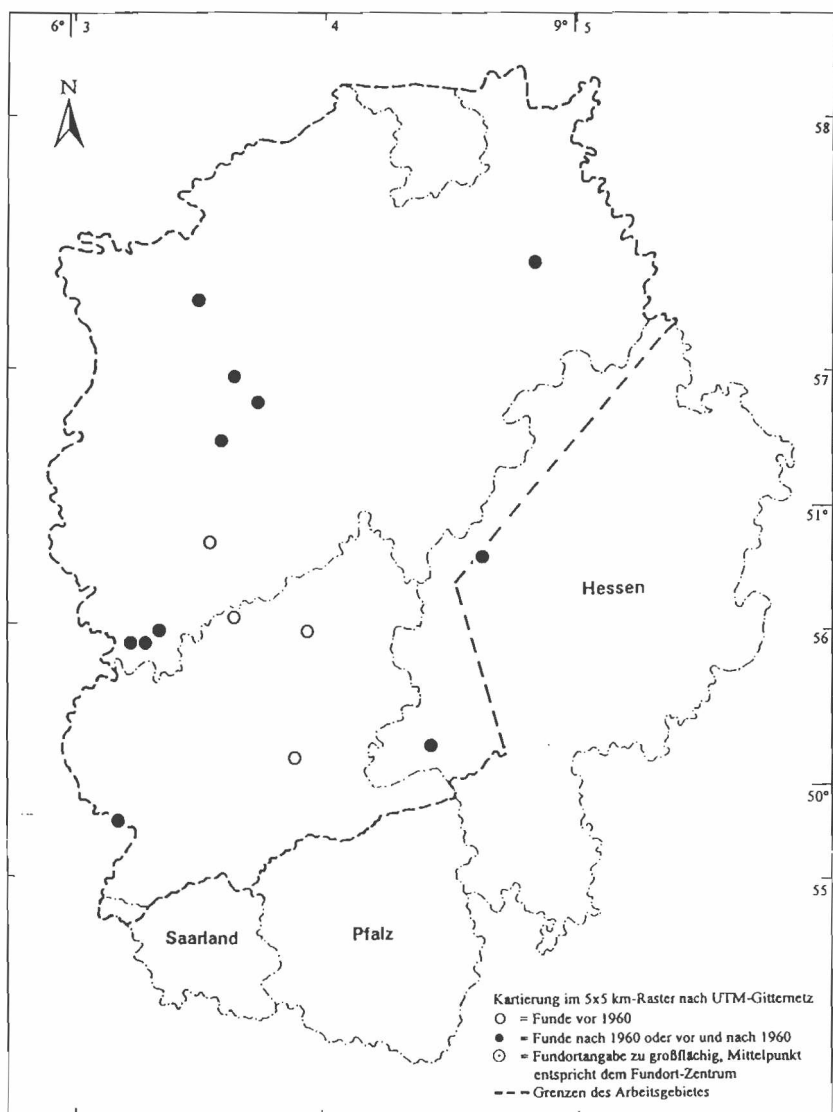 6° 3 4 9° 5
N
58
57
51°
Hessen
56
50°
55
Saarland
Pfalz
Kartierung im 5x5 km-Raster nach UTM-Gitternetz
○ = Funde vor 1960
● = Funde nach 1960 oder vor und nach 1960
⊙ = Fundortangabe zu großflächig, Mittelpunkt
entspricht dem Fundort-Zentrum
Grenzen des Arbeitsgebietes